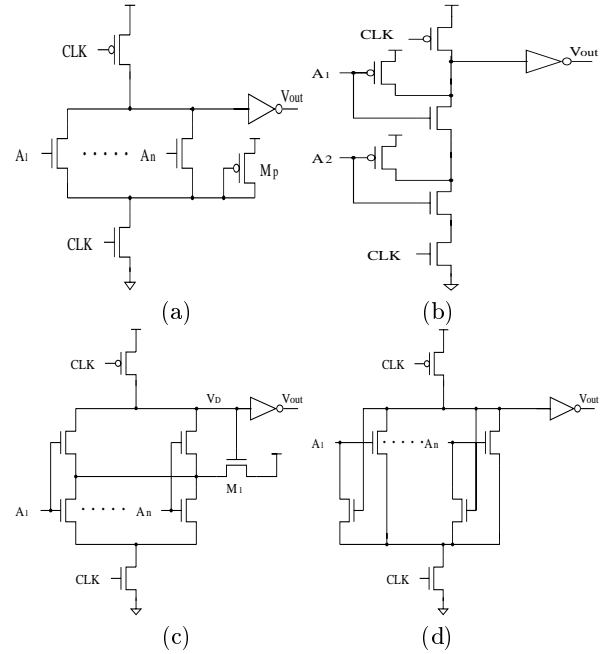 CLK
Vout
A1 . . . . . An
Mp
CLK
(a)
CLK
Vout
A1
A2
CLK
(b)
CLK
VD
Vout
M1
A1 . . . . . An
CLK
(c)
CLK
Vout
A1 . . . . . An
CLK
(d)